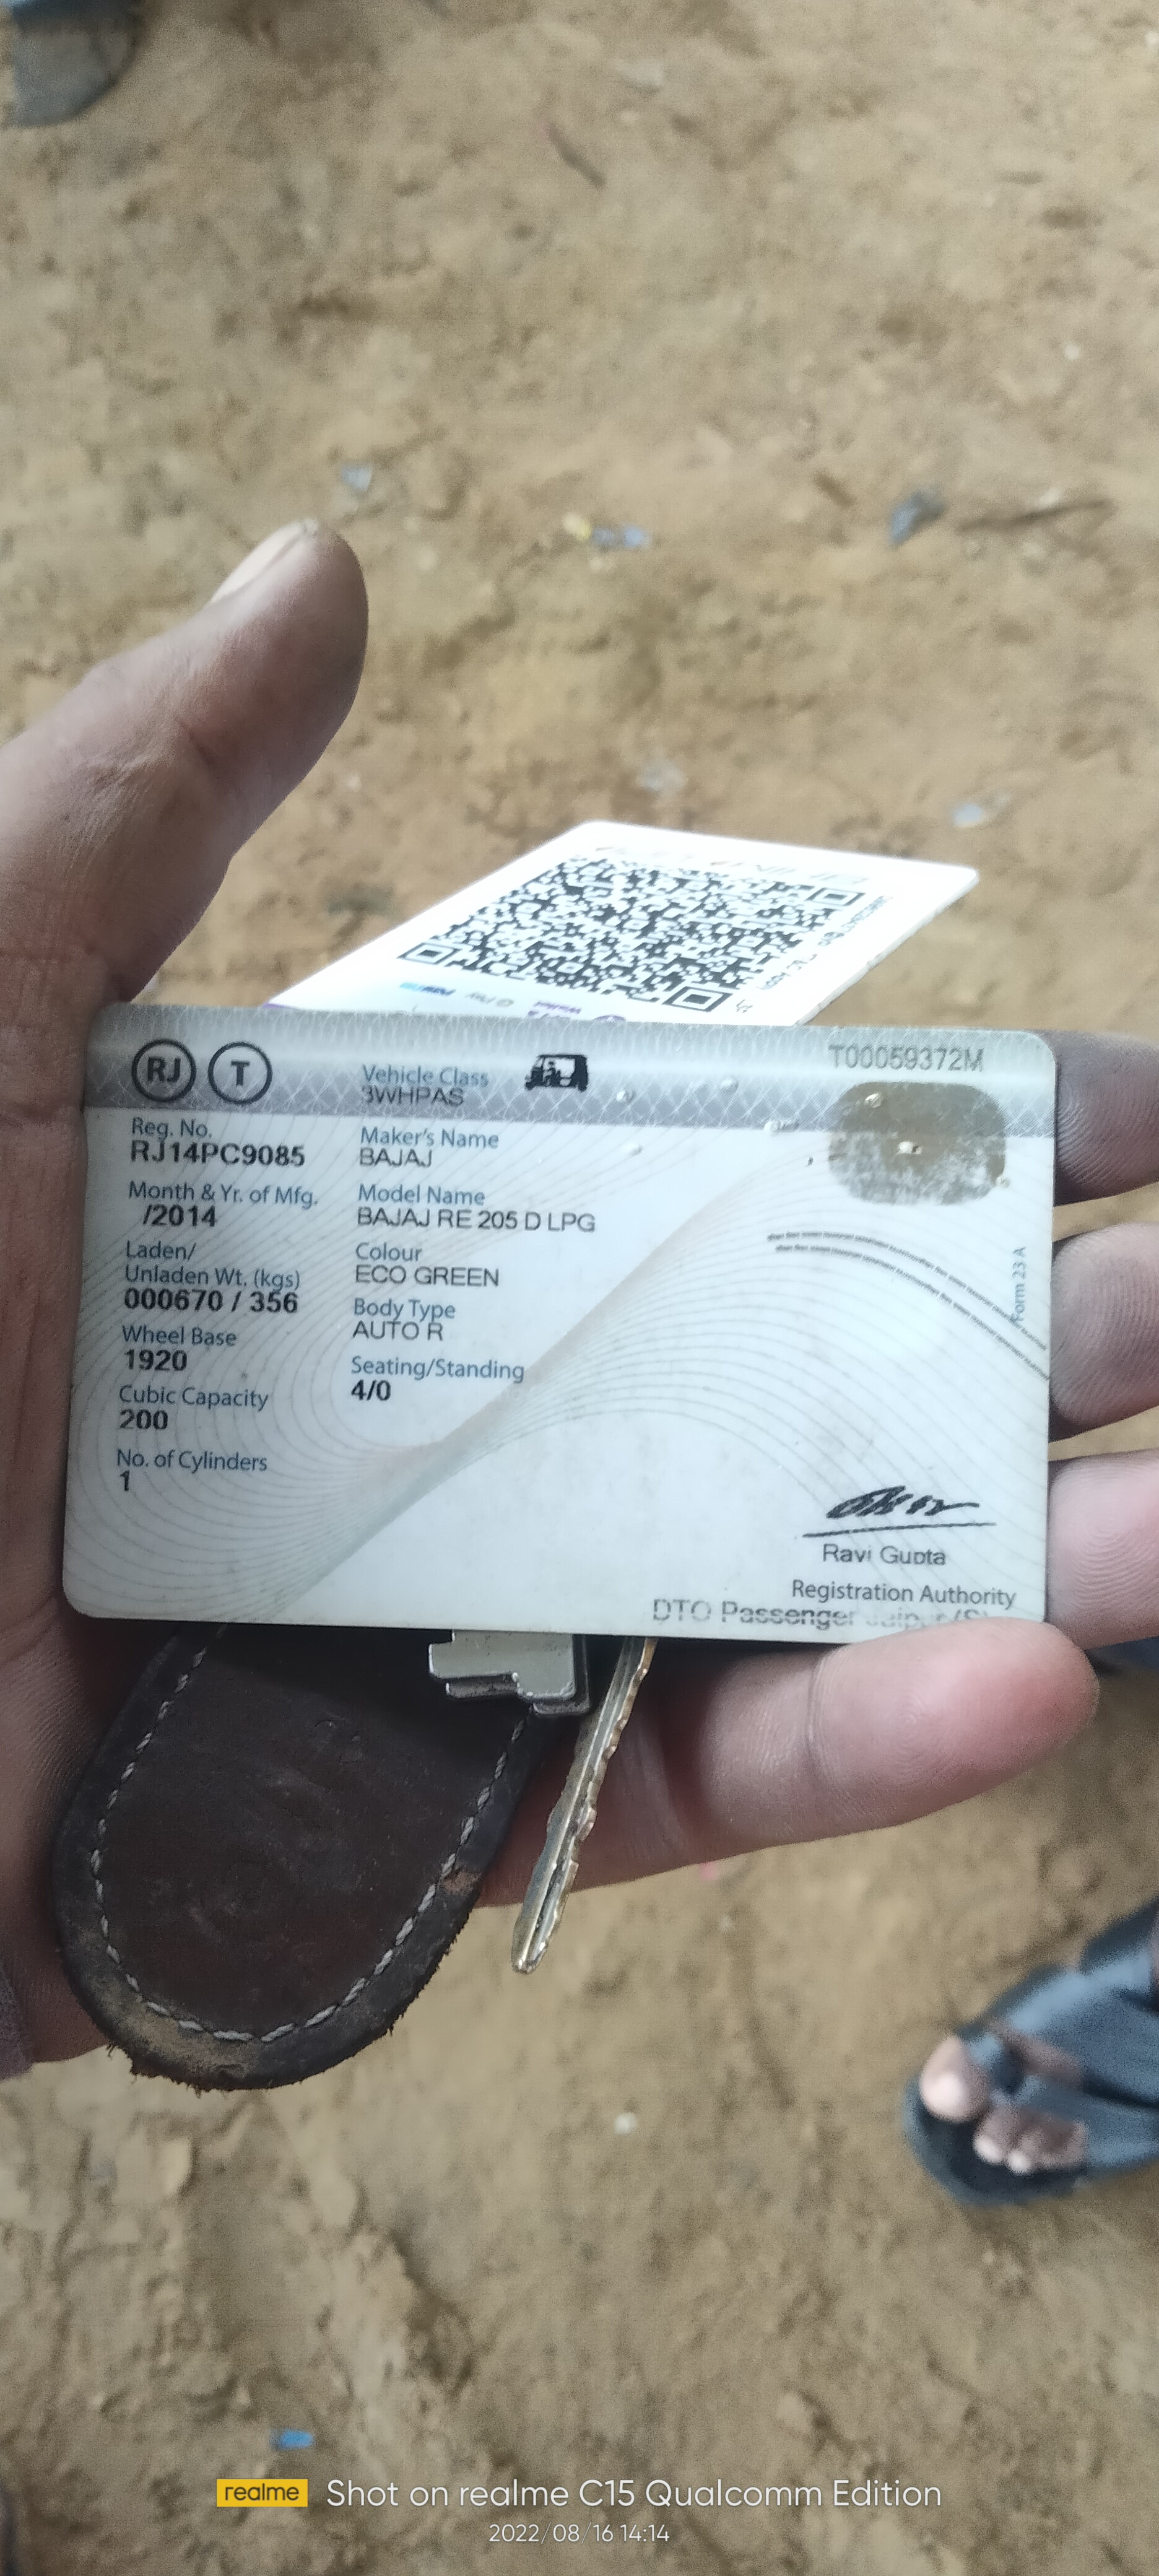 RJ T
Vehicle Class
3WHPAS
T00059372M
Reg. No.
RJ14PC9085
Maker's Name
BAJAJ
Month & Yr. of Mfg.
/2014
Model Name
BAJAJ RE 205 D LPG
Laden/
Unladen Wt. (kgs)
000670 / 356
Colour
ECO GREEN
Form 23 A
Wheel Base
1920
Body Type
AUTO R
Cubic Capacity
200
Seating/Standing
4/0
No. of Cylinders
1
Ravi Gupta
Registration Authority
DTO Passenger
realme Shot on realme C15 Qualcomm Edition
2022/08/16 14:14